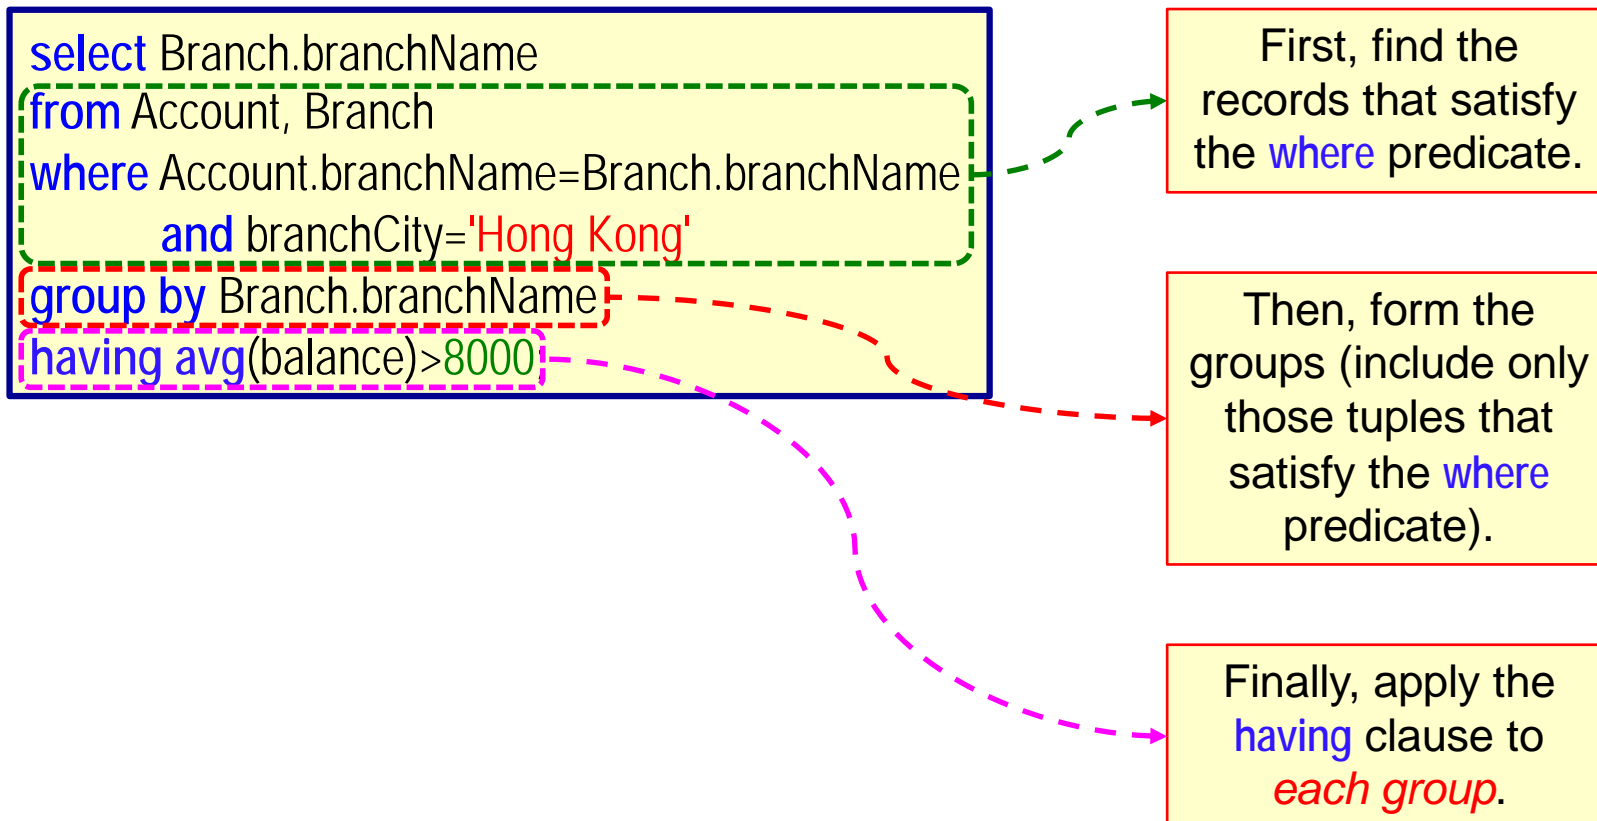 select Branch.branchName
from Account, Branch
where Account.branchName=Branch.branchName
and branchCity='Hong Kong'
group by Branch.branchName
having avg(balance)>8000
First, find the
records that satisfy
the where predicate.
Then, form the
groups (include only
those tuples that
satisfy the where
predicate).
Finally, apply the
having clause to
each group.